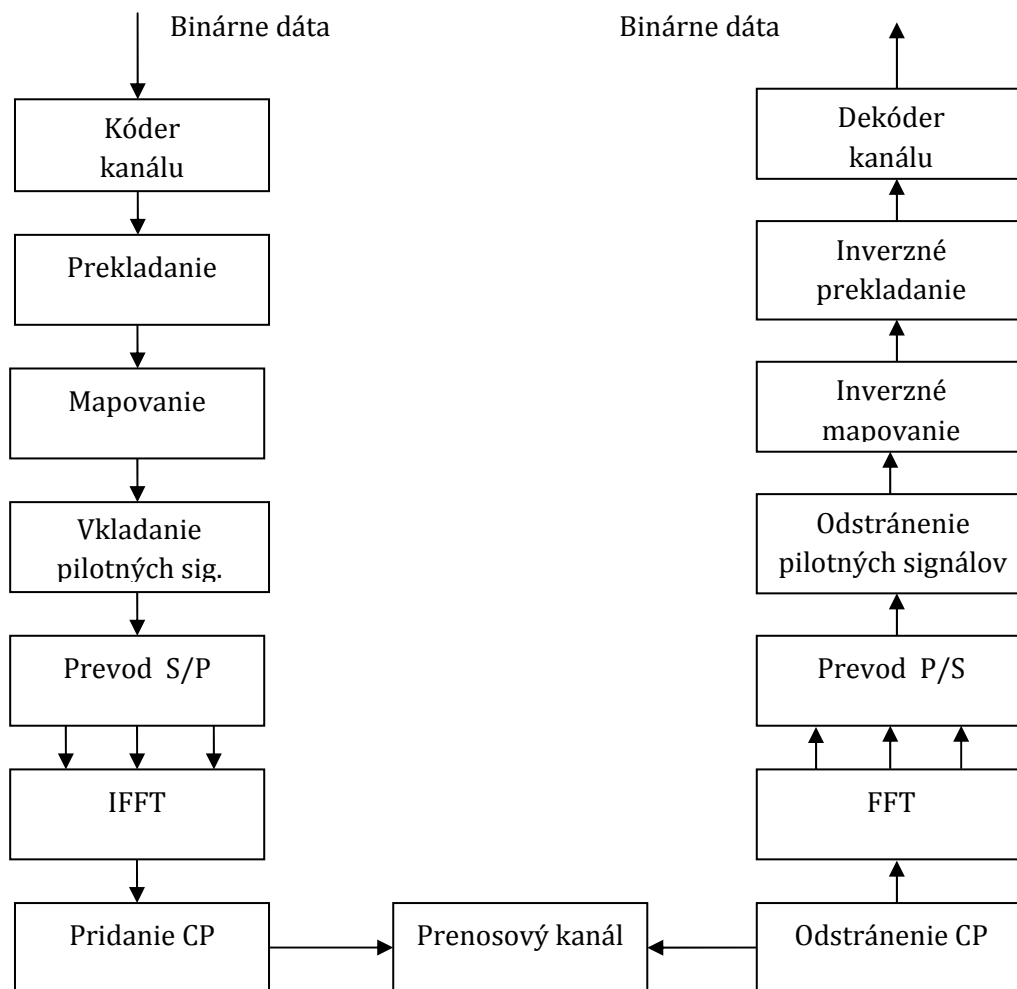 Binárne dáta
Kóder
kanálu
Prekladanie
Mapovanie
Vkladanie
pilotných sig.
Prevod S/P
IFFT
Pridanie CP
Prenosový kanál
Binárne dáta
Dekóder
kanálu
Inverzné
prekladanie
Inverzné
mapovanie
Odstránenie
pilotných signálov
Prevod P/S
FFT
Odstránenie CP